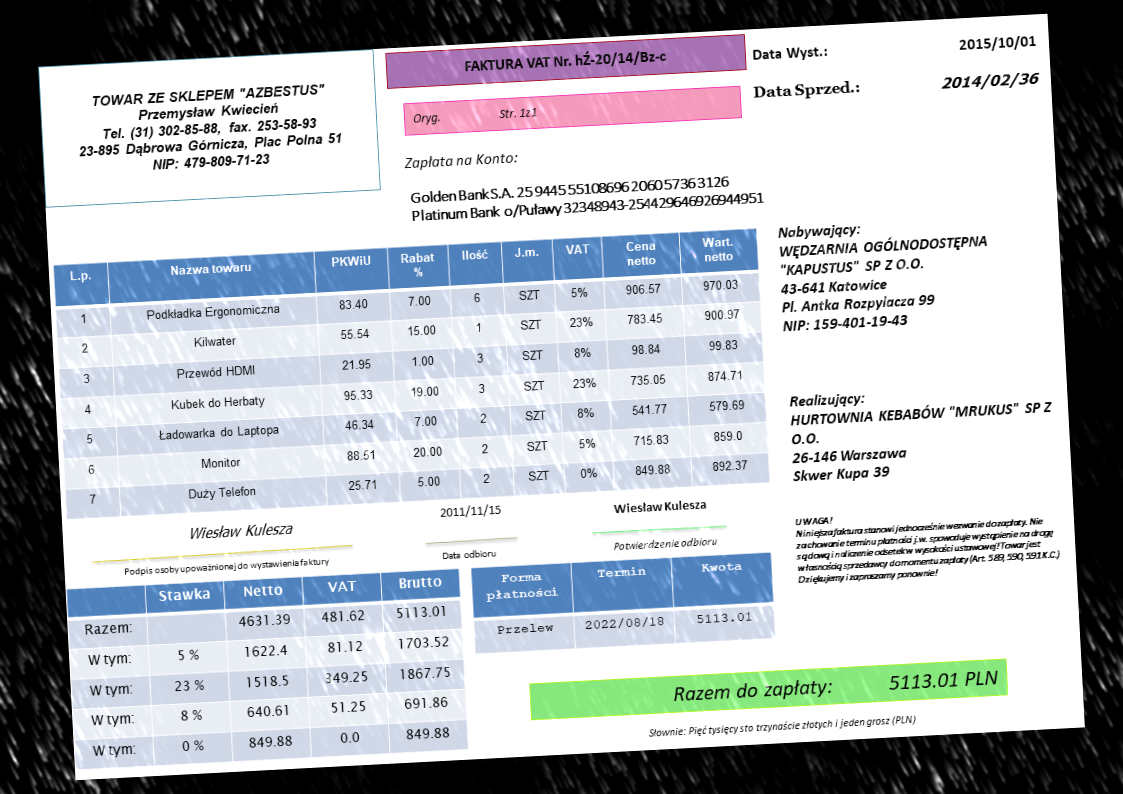 TOWAR ZE SKLEPEM "AZBESTUS"
Przemysław Kwiecień
Tel. (31) 302-85-88, fax. 253-58-93
23-895 Dąbrowa Górnicza, Plac Polna 51
NIP: 479-809-71-23
FAKTURA VAT Nr. hŹ-20/14/Bz-c
Oryg. Str. 1z1
Data Wyst.: 2015/10/01
Data Sprzed.: 2014/02/36
Zapłata na Konto:
Golden Bank S.A. 25 9445 5510 8696 2060 5736 3126
Platinum Bank o/Puławy 32348943-254429646926944951
Nabywający:
WĘDZARNIA OGÓLNODOSTĘPNA
"KAPUSTUS" SP Z O.O.
43-641 Katowice
Pl. Antka Rozpylacza 99
NIP: 159-401-19-43
Realizujący:
HURTOWNIA KEBABÓW "MRUKUS" SP Z
O.O.
26-146 Warszawa
Skwer Kupa 39
L.p. Nazwa towaru PKWiU Rabat % Ilość J.m. VAT Cena netto Wart. netto
1 Podkładka Ergonomiczna 83.40 7.00 6 SZT 5% 906.57 970.03
2 Kilwater 55.54 15.00 1 SZT 23% 783.45 900.97
3 Przewód HDMI 21.95 1.00 3 SZT 8% 98.84 99.83
4 Kubek do Herbaty 95.33 19.00 3 SZT 23% 735.05 874.71
5 Ładowarka do Laptopa 46.34 7.00 2 SZT 8% 541.77 579.69
6 Monitor 88.51 20.00 2 SZT 5% 715.83 859.0
7 Duży Telefon 25.71 5.00 2 SZT 0% 849.88 892.37
Wiesław Kulesza
Podpis osoby upoważnionej do wystawienia faktury
2011/11/15
Data odbioru
Wiesław Kulesza
Potwierdzenie odbioru
UWAGA!
Niniejsza faktura stanowi jednocześnie wezwanie do zapłaty. Nie
zachowanie terminu płatności j.w. spowoduje wystąpienie na drogę
sądową i naliczenie odsetek w wysokości ustawowej! Towar jest
własnością sprzedawcy do momentu zapłaty (Art. 589, 590, 591 K.C.)
Dziękujemy i zapraszamy ponownie!
Stawka Netto VAT Brutto
Razem: 4631.39 481.62 5113.01
W tym: 5 % 1622.4 81.12 1703.52
W tym: 23 % 1518.5 349.25 1867.75
W tym: 8 % 640.61 51.25 691.86
W tym: 0 % 849.88 0.0 849.88
Forma płatności Termin Kwota
Przelew 2022/08/18 5113.01
Razem do zapłaty: 5113.01 PLN
Słownie: Pięć tysięcy sto trzynaście złotych i jeden grosz (PLN)